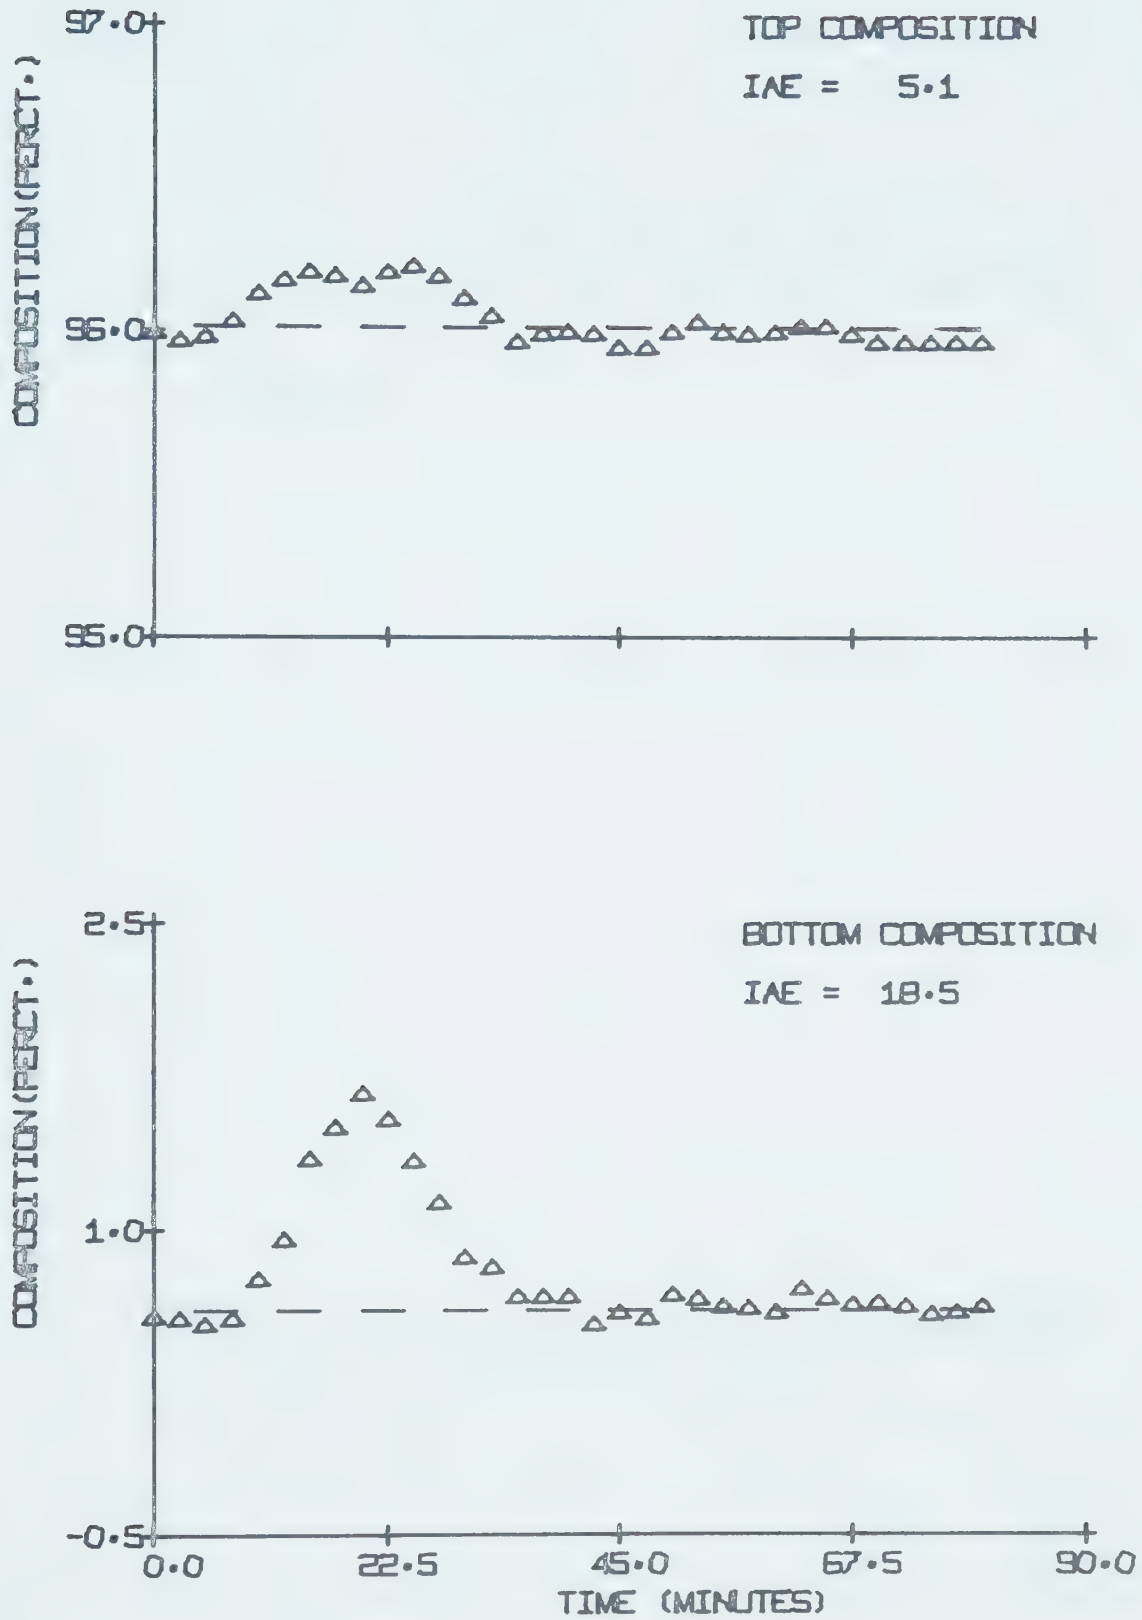 97.0
TOP COMPOSITION
IAE = 5.1
COMPOSITION(PERCT.)
96.0
95.0
2.5
BOTTOM COMPOSITION
IAE = 18.5
COMPOSITION(PERCT.)
1.0
-0.5
0.0 22.5 45.0 67.5 90.0
TIME (MINUTES)